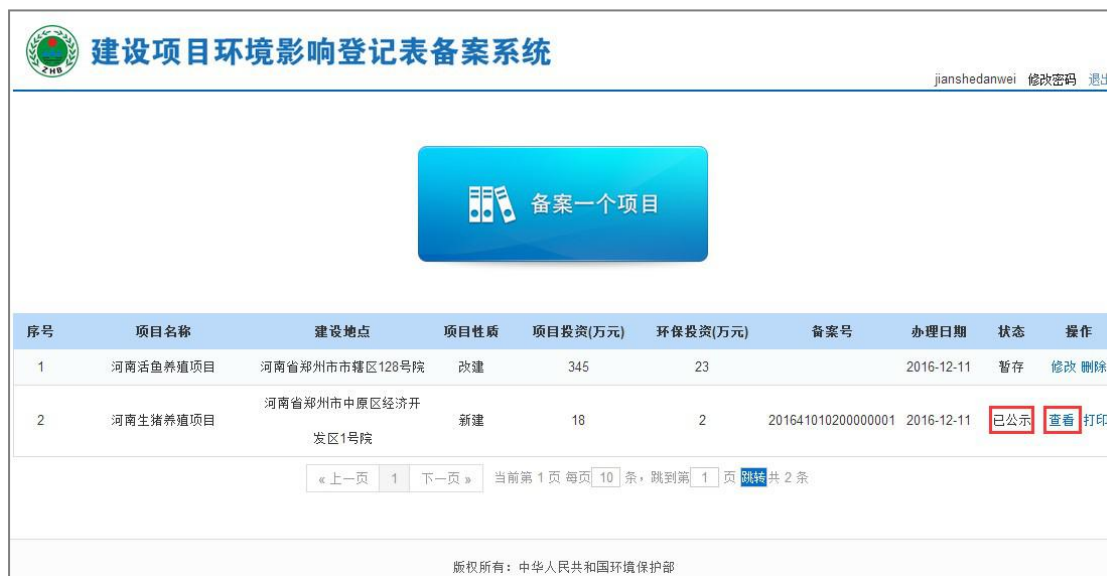 建设项目环境影响登记表备案系统
ZHB
jianshedanwei 修改密码 退出
备案一个项目
序号 项目名称 建设地点 项目性质 项目投资(万元) 环保投资(万元) 备案号 办理日期 状态 操作
1 河南活鱼养殖项目 河南省郑州市市辖区128号院 改建 345 23 2016-12-11 暂存 修改 删除
2 河南生猪养殖项目 河南省郑州市中原区经济开
发区1号院 新建 18 2 201641010200000001 2016-12-11 已公示 查看 打印
« 上一页 1 下一页 » 当前第 1 页 每页 10 条，跳到第 1 页 跳转 共 2 条
版权所有：中华人民共和国环境保护部